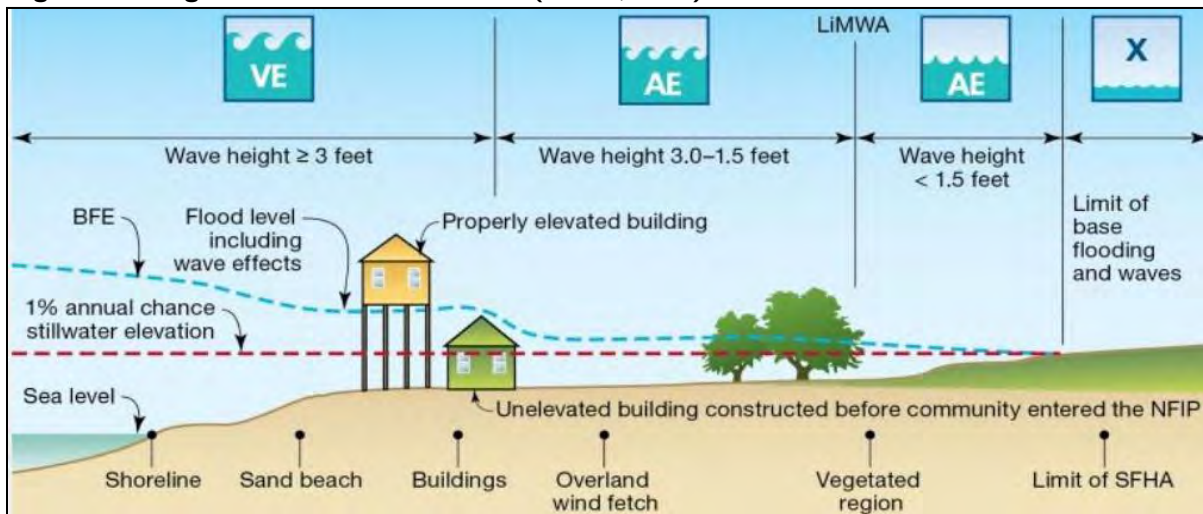 LiMWA
VE
AE
AE
X
Wave height ≥ 3 feet
Wave height 3.0–1.5 feet
Wave height
< 1.5 feet
BFE
Flood level
including
wave effects
Properly elevated building
Limit of
base
flooding
and waves
1% annual chance
stillwater elevation
Sea level
Unelevated building constructed before community entered the NFIP
Shoreline
Sand beach
Buildings
Overland
wind fetch
Vegetated
region
Limit of SFHA